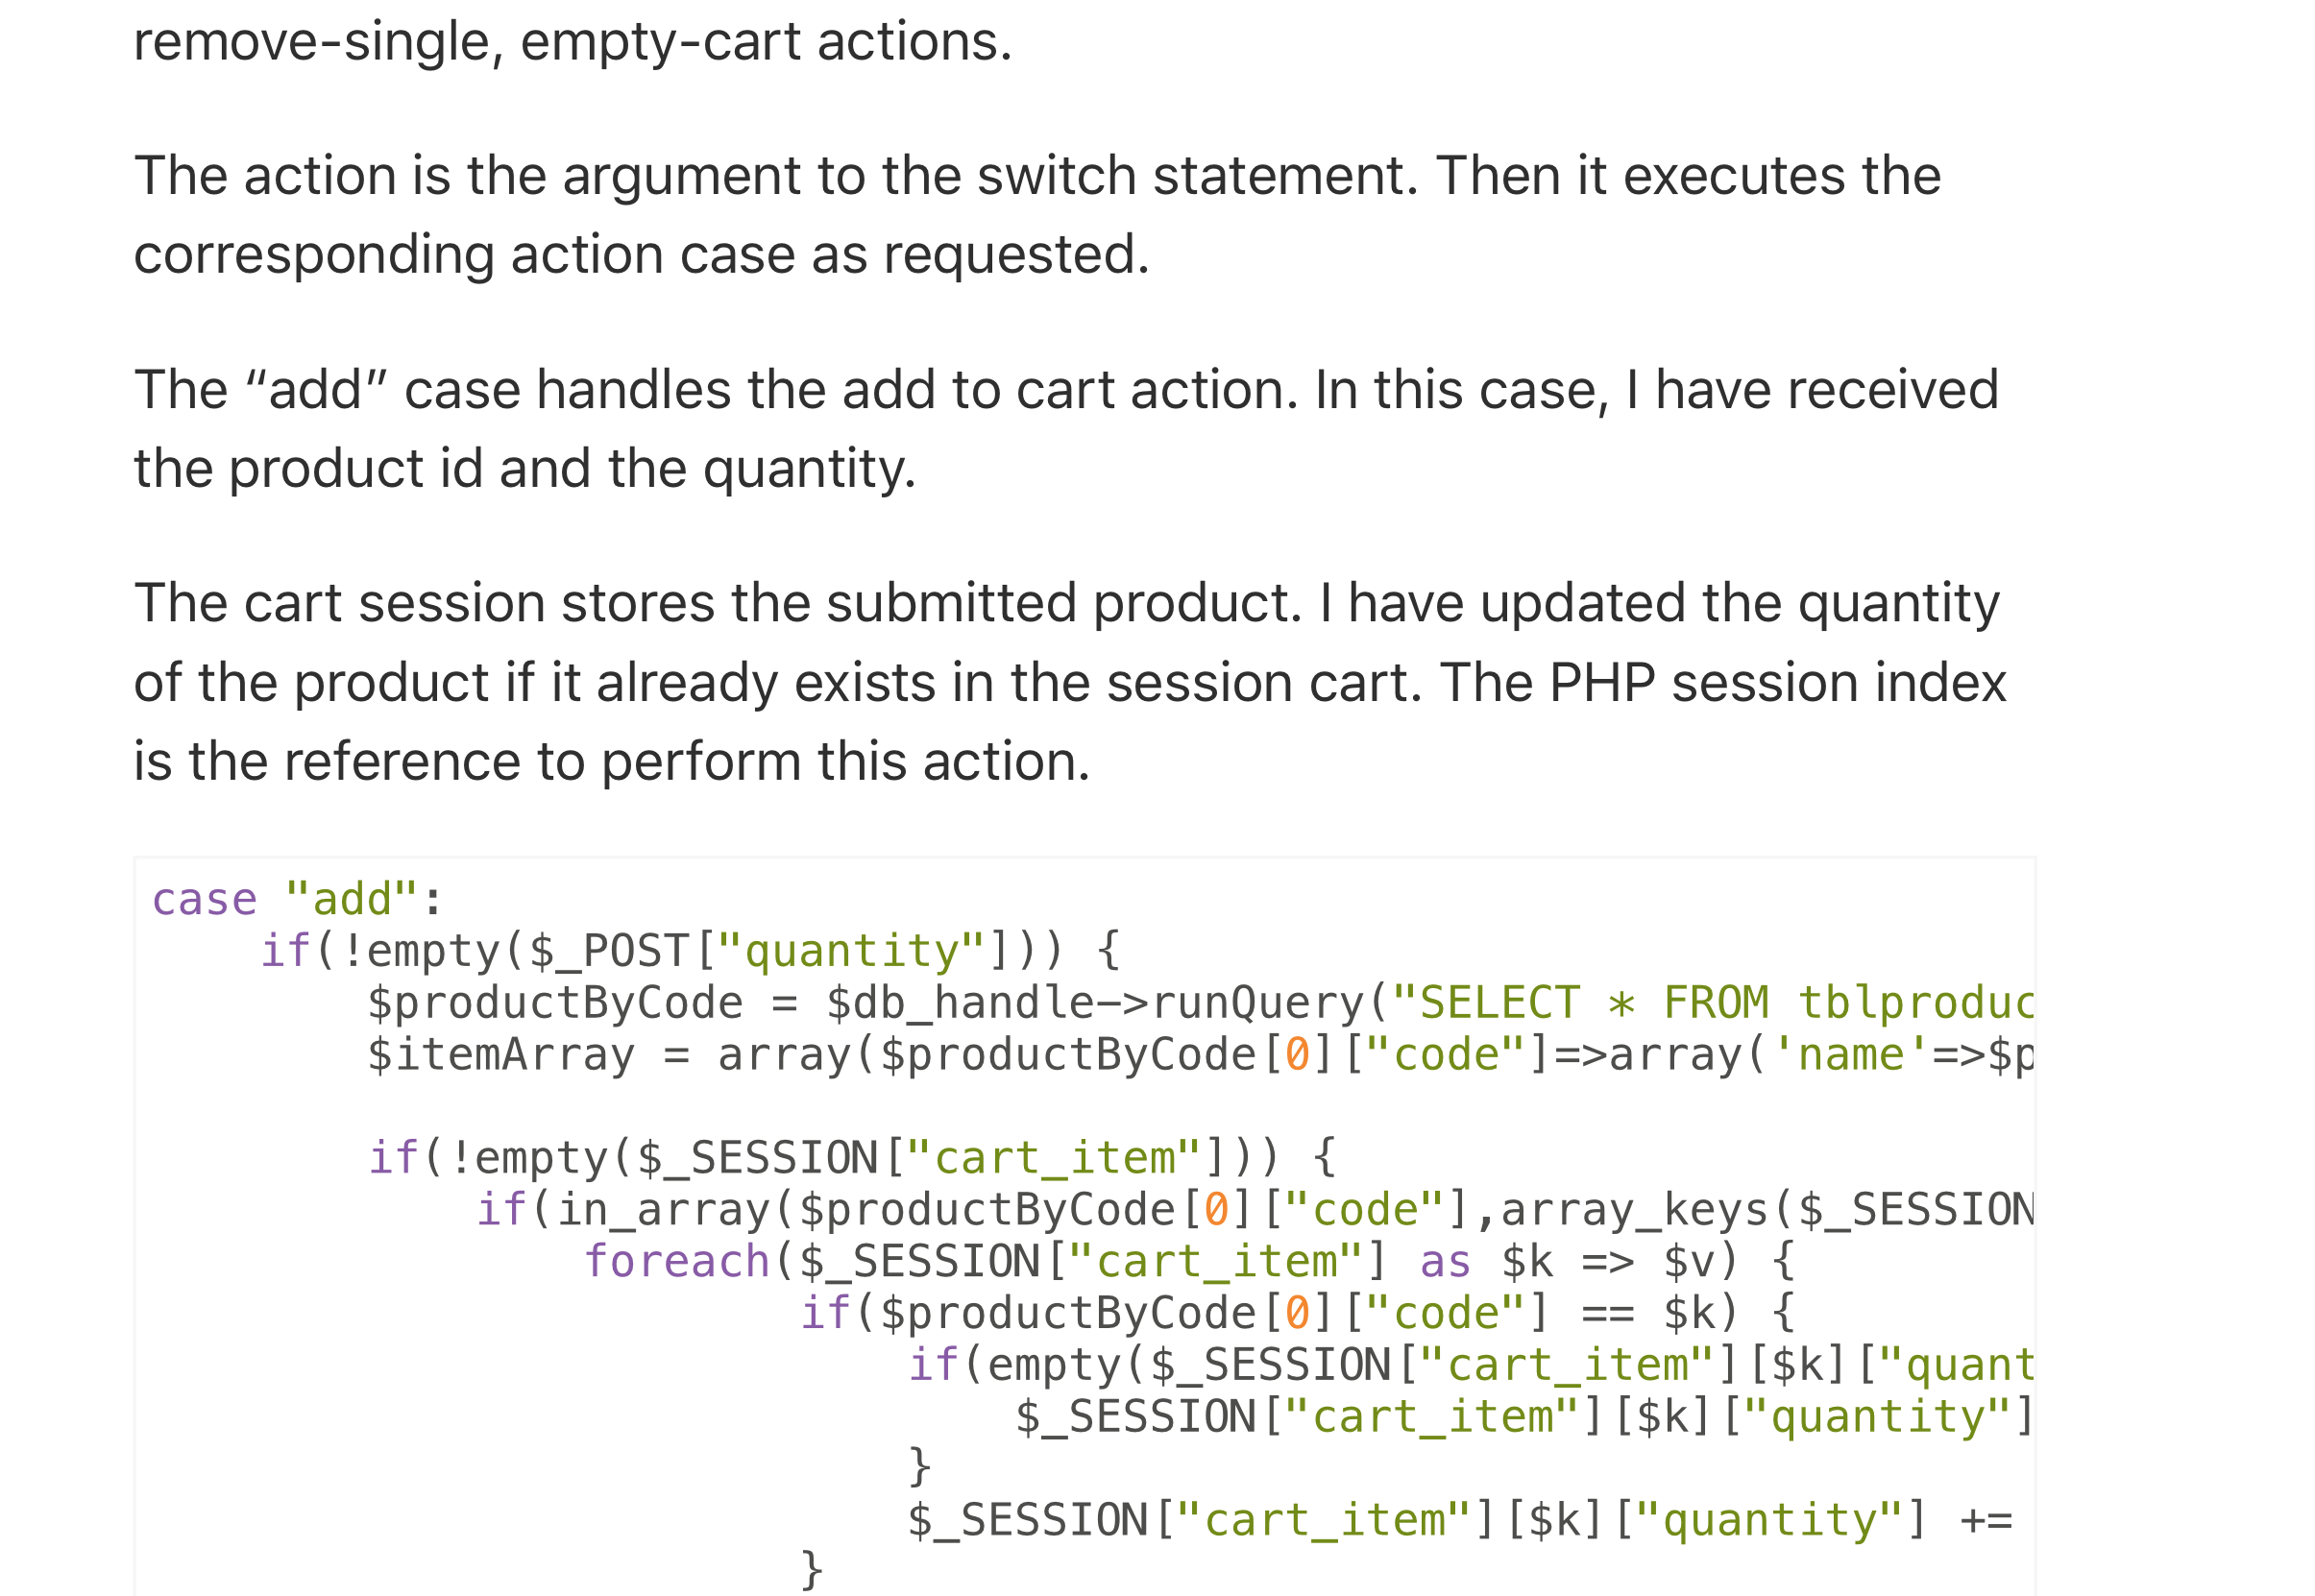 remove-single, empty-cart actions.
The action is the argument to the switch statement. Then it executes the
corresponding action case as requested.
The “add” case handles the add to cart action. In this case, I have received
the product id and the quantity.
The cart session stores the submitted product. I have updated the quantity
of the product if it already exists in the session cart. The PHP session index
is the reference to perform this action.
case "add":
if(!empty($_POST["quantity"])) {
$productByCode = $db_handle->runQuery("SELECT * FROM tblproduc
$itemArray = array($productByCode[0]["code"]=>array('name'=>$p
if(!empty($_SESSION["cart_item"])) {
if(in_array($productByCode[0]["code"],array_keys($_SESSION
foreach($_SESSION["cart_item"] as $k => $v) {
if($productByCode[0]["code"] == $k) {
if(empty($_SESSION["cart_item"][$k]["quant
$_SESSION["cart_item"][$k]["quantity"]
}
$_SESSION["cart_item"][$k]["quantity"] +=
}